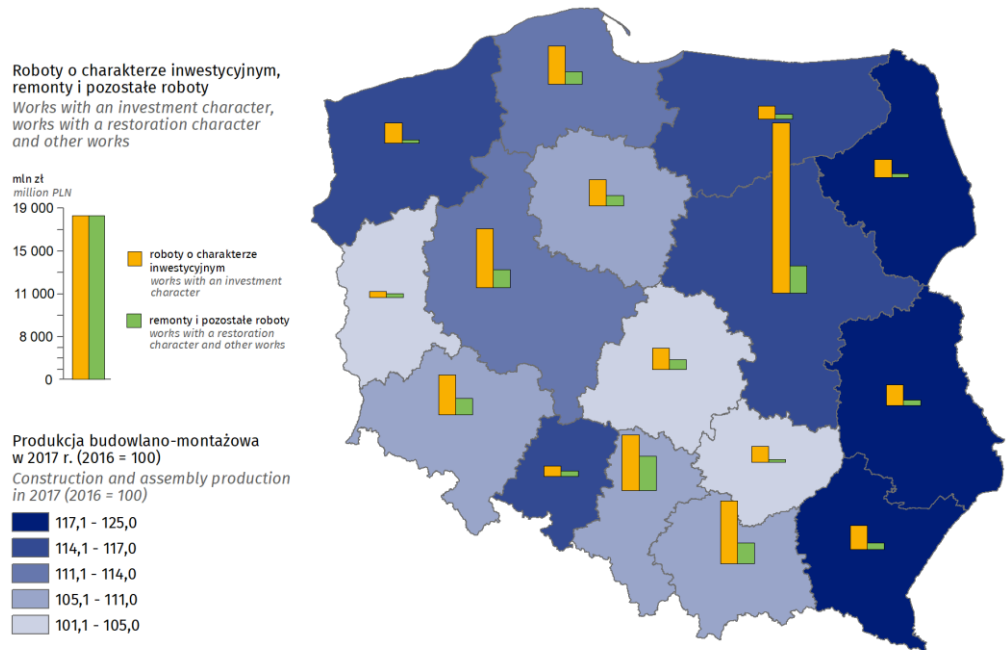 Roboty o charakterze inwestycyjnym,
remonty i pozostałe roboty
Works with an investment character,
works with a restoration character
and other works
mln zł
million PLN
19 000
15 000
11 000
8 000
0
roboty o charakterze
inwestycyjnym
works with an investment
character
remonty i pozostałe roboty
works with a restoration
character and other works
Produkcja budowlano-montażowa
w 2017 r. (2016 = 100)
Construction and assembly production
in 2017 (2016 = 100)
117,1 - 125,0
114,1 - 117,0
111,1 - 114,0
105,1 - 111,0
101,1 - 105,0